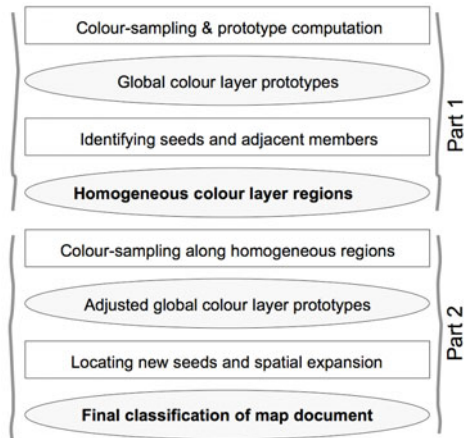 Colour-sampling & prototype computation
Global colour layer prototypes
Identifying seeds and adjacent members
Homogeneous colour layer regions
Part 1
Colour-sampling along homogeneous regions
Adjusted global colour layer prototypes
Locating new seeds and spatial expansion
Final classification of map document
Part 2